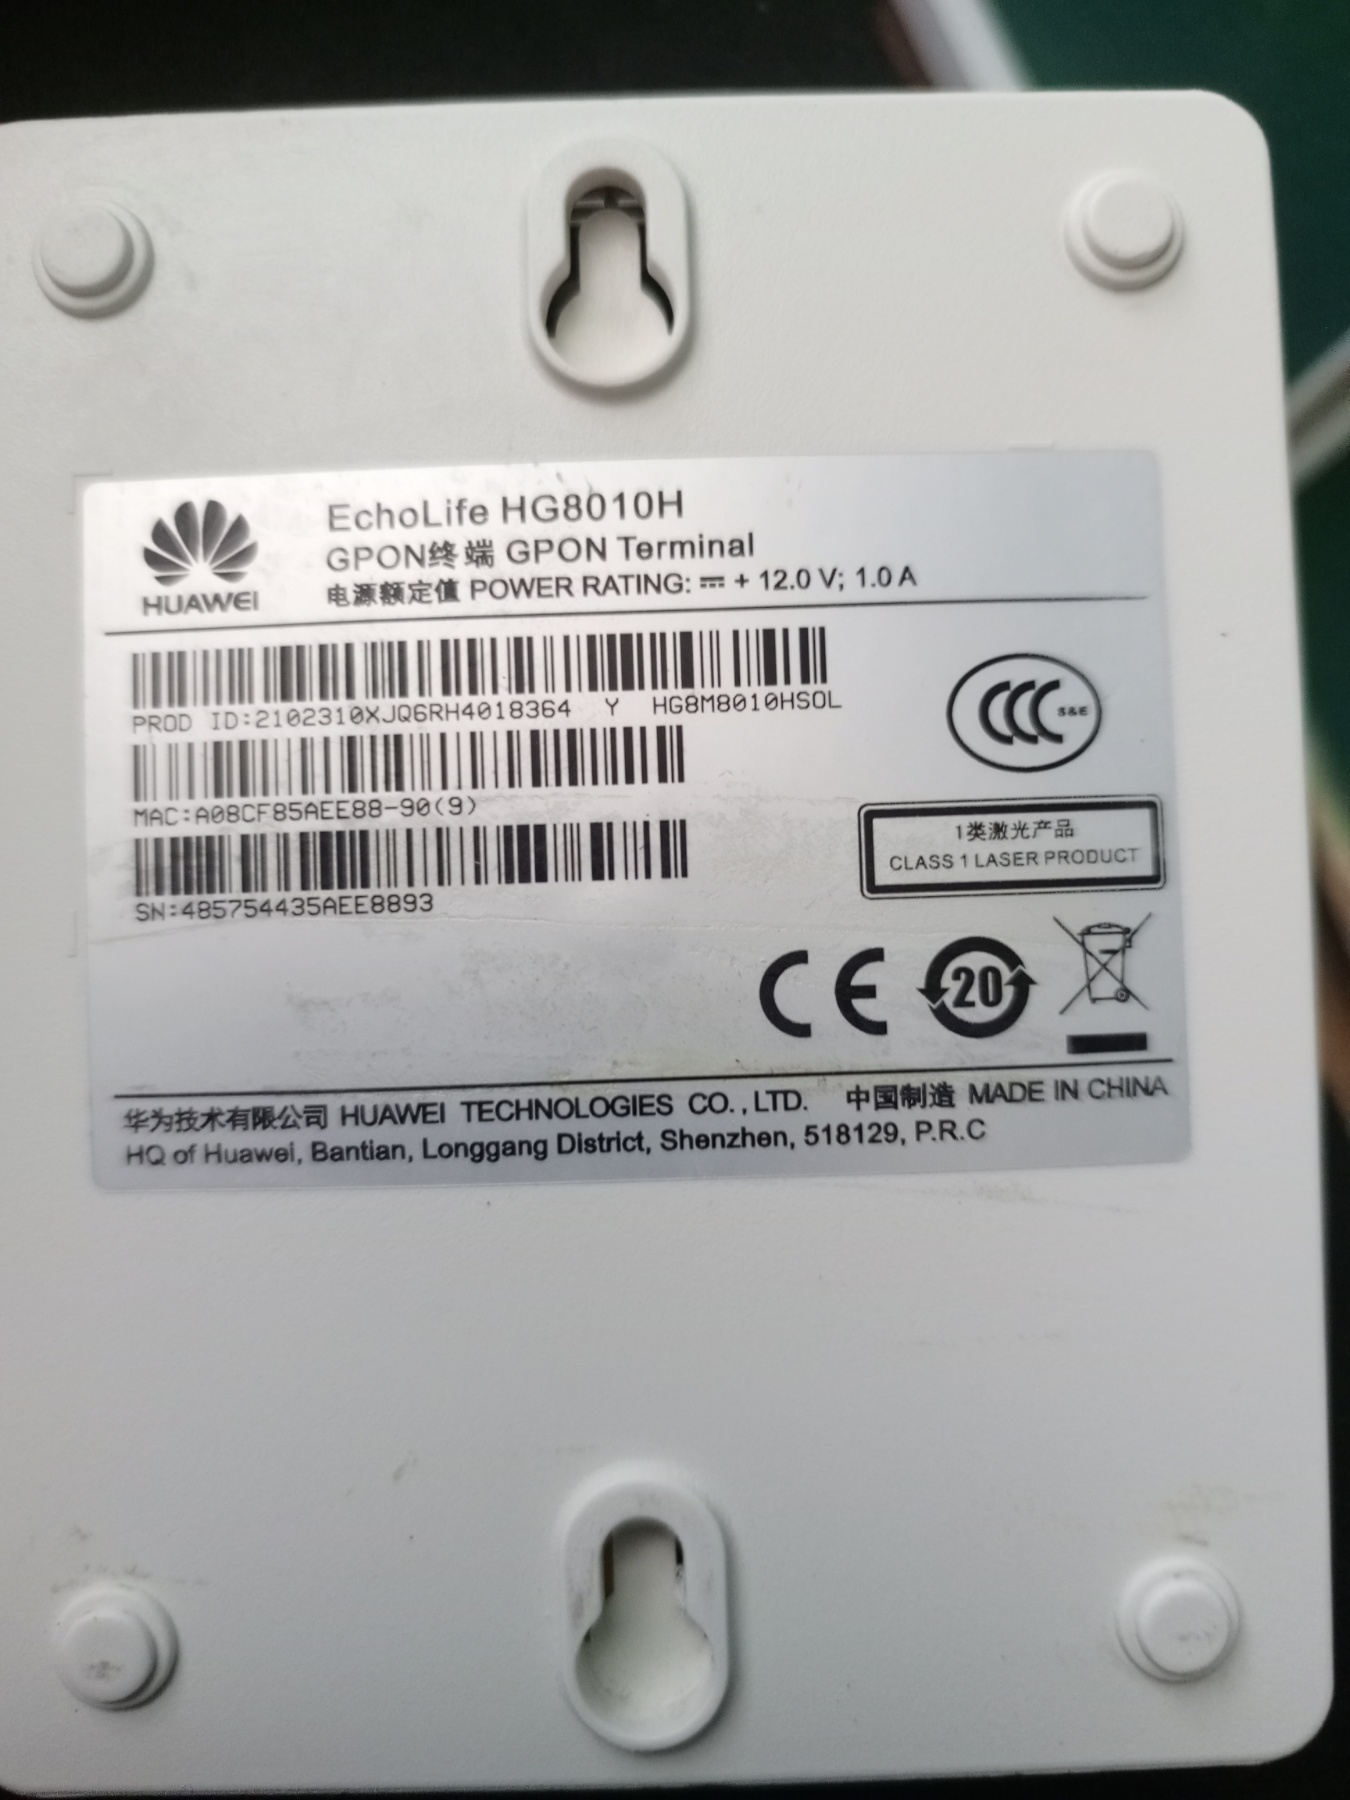 HUAWEI
EchoLife HG8010H
GPON终端 GPON Terminal
电源额定值 POWER RATING: ⎓ + 12.0 V; 1.0 A
PROD ID:2102310XJQ6RH4018364 Y HG8M8010HSOL
MAC:A08CF85AEE88-90(9)
SN:485754435AEE8893
CCC S&E
1类激光产品
CLASS 1 LASER PRODUCT
CE 20
华为技术有限公司 HUAWEI TECHNOLOGIES CO.,LTD. 中国制造 MADE IN CHINA
HQ of Huawei, Bantian, Longgang District, Shenzhen, 518129, P.R.C